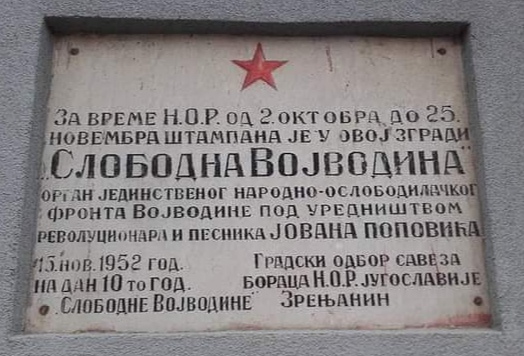 За време Н.О.Р. од 2. октобра до 25.
новембра штампана је у овој згради
„Слободна Војводина"
орган јединственог народно-ослободилачког
фронта Војводине под уредништвом
револуционара и песника Јована Поповића
15. нов. 1952 год.
на дан 10 то год.
„Слободне Војводине"
Градски одбор савеза
бораца Н.О.Р. Југославије
Зрењанин